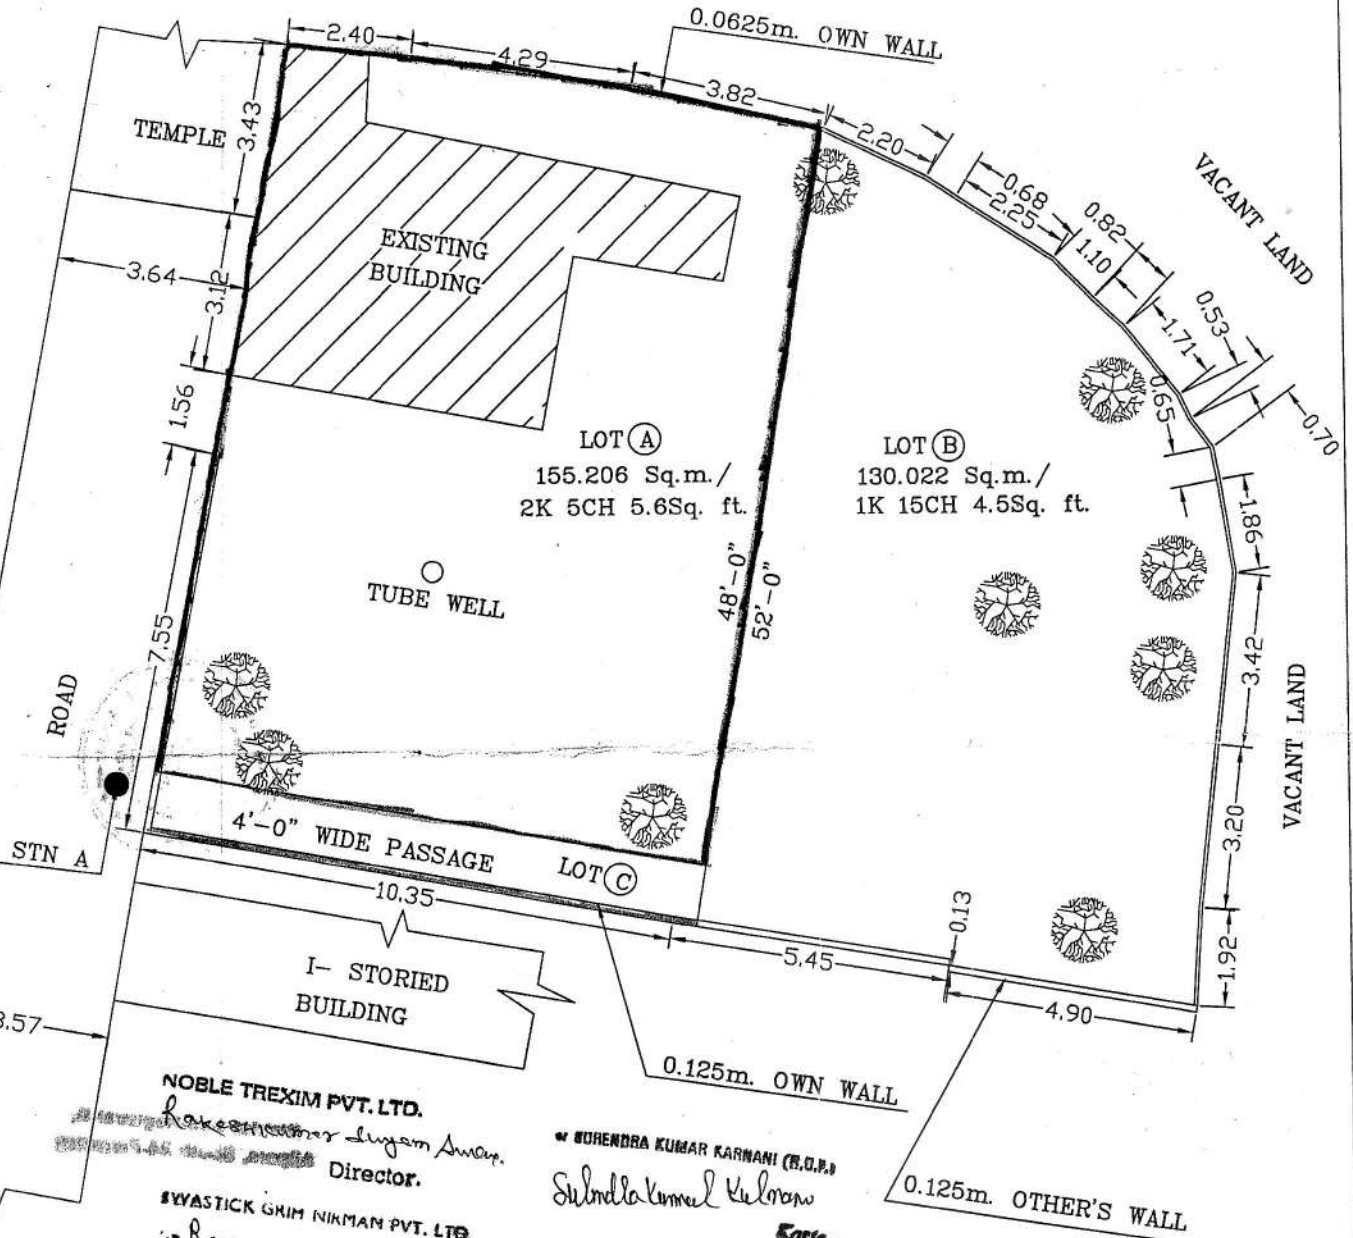 0.0625m. OWN WALL
2.40
4.29
3.82
2.20
0.68
2.25
0.82
1.10
0.53
1.71
0.65
0.70
VACANT LAND
TEMPLE
3.43
3.64
3.12
1.56
7.55
EXISTING
BUILDING
LOT A
155.206 Sq.m./
2K 5CH 5.6Sq. ft.
LOT B
130.022 Sq.m./
1K 15CH 4.5Sq. ft.
TUBE WELL
48'-0"
52'-0"
1.86
3.42
3.20
1.92
VACANT LAND
ROAD
STN A
4'-0" WIDE PASSAGE
LOT C
10.35
5.45
0.13
4.90
I- STORIED
BUILDING
3.57
0.125m. OWN WALL
0.125m. OTHER'S WALL
NOBLE TREXIM PVT. LTD.
Director.
SURENDRA KUMAR KARNANI
SWASTICK GRIH NIRMAN PVT. LTD.